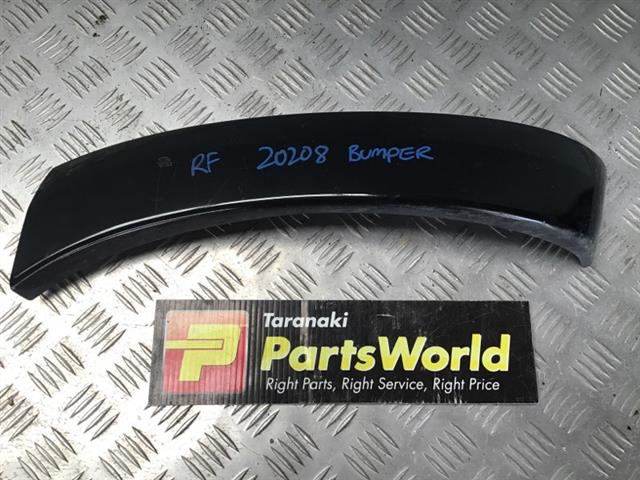 RF 20208 BUMPER
Taranaki
PartsWorld
Right Parts, Right Service, Right Price